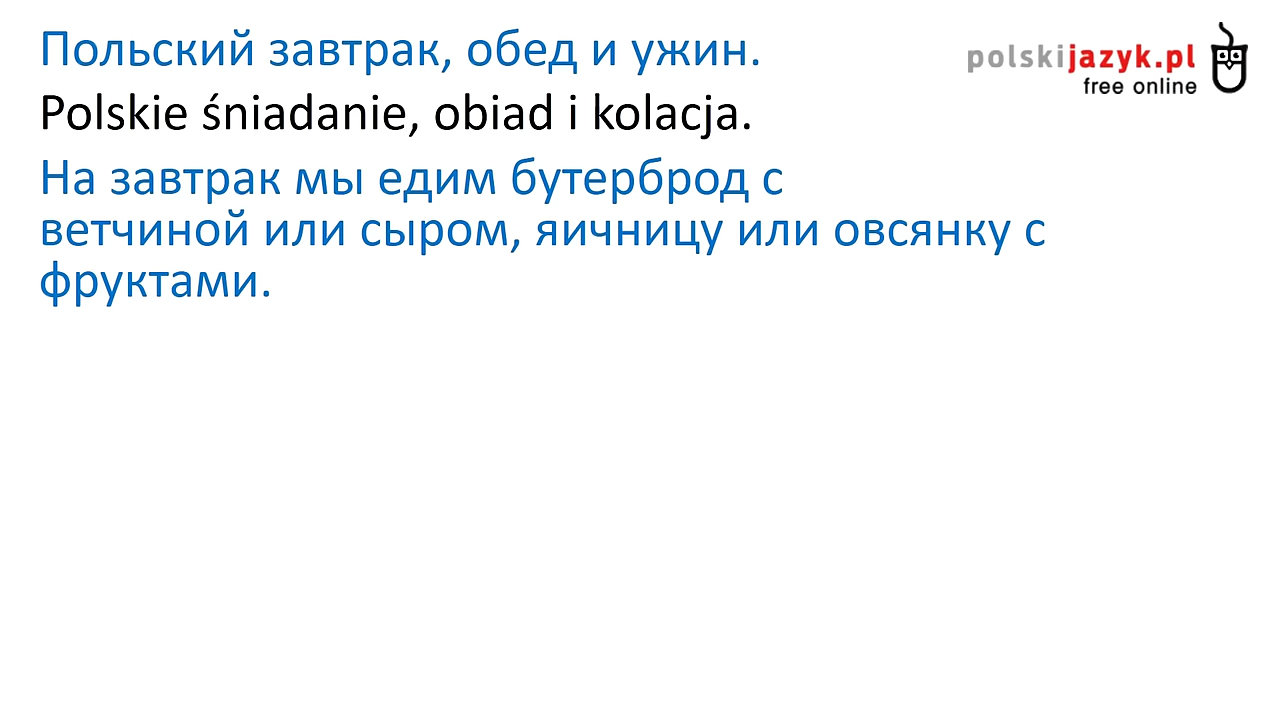 Польский завтрак, обед и ужин.
polskijazyk.pl
free online
Polskie śniadanie, obiad i kolacja.
На завтрак мы едим бутерброд с
ветчиной или сыром, яичницу или овсянку с
фруктами.